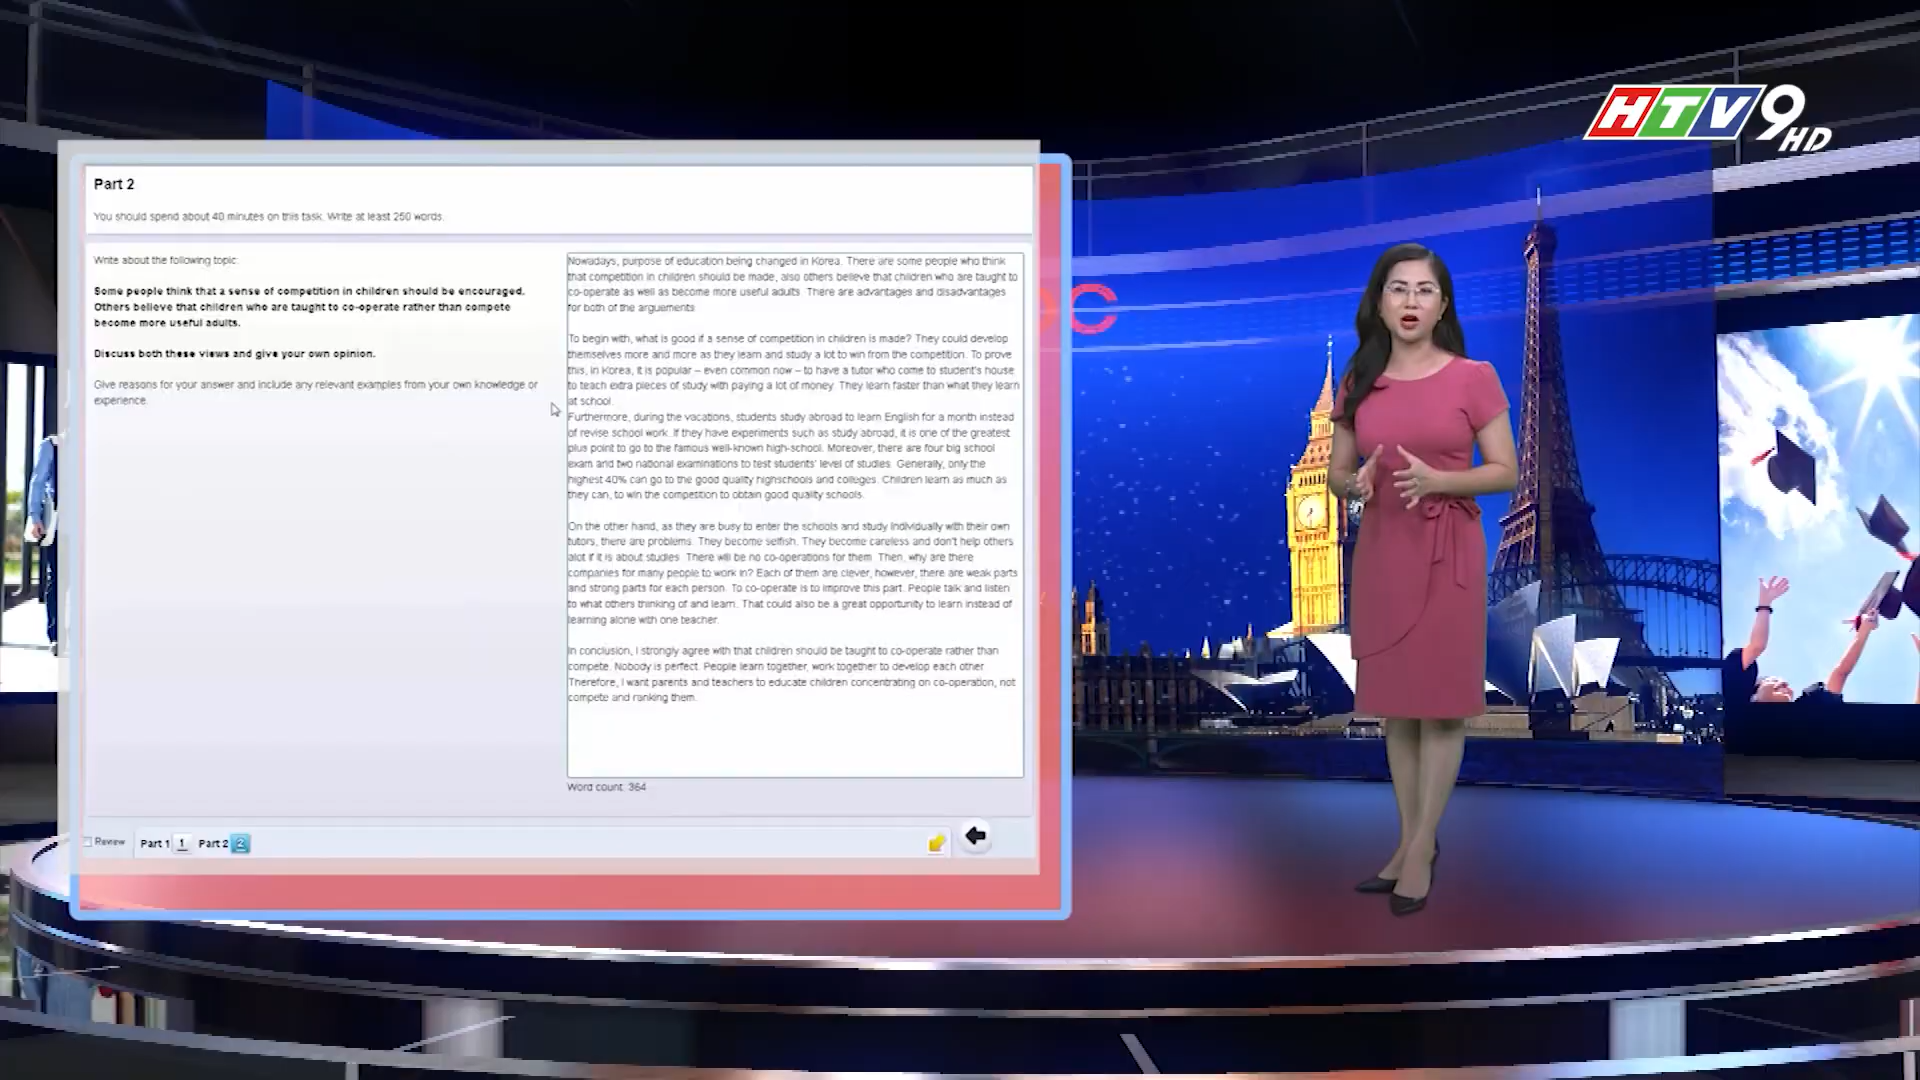 HTV9
HD
Part 2
You should spend about 40 minutes on this task. Write at least 250 words.
Write about the following topic:
Some people think that a sense of competition in children should be encouraged.
Others believe that children who are taught to co-operate rather than compete
become more useful adults.
Discuss both these views and give your own opinion.
Give reasons for your answer and include any relevant examples from your own knowledge or
experience.
Nowadays, purpose of education being changed in Korea. There are some people who think
that competition in children should be made, also others believe that children who are taught to
co-operate as well as become more useful adults. There are advantages and disadvantages
for both of the arguements
To begin with, what is good if a sense of competition in children is made? They could develop
themselves more and more as they learn and study a lot to win from the competition. To prove
this, in Korea, it is popular – even common now – to have a tutor who come to student's house
to teach extra pieces of study with paying a lot of money. They learn faster than what they learn
at school.
Furthermore, during the vacations, students study abroad to learn English for a month instead
of revise school work. If they have experiments such as study abroad, it is one of the greatest
plus point to go to the famous well-known high-school. Moreover, there are four big school
exam and two national examinations to test students' level of studies. Generally, only the
highest 40% can go to the good quality highschools and colleges. Children learn as much as
they can, to win the competition to obtain good quality schools.
On the other hand, as they are busy to enter the schools and study individually with their own
tutors, there are problems. They become selfish. They become careless and don't help others
alot if it is about studies. There will be no co-operations for them. Then, why are there
companies for many people to work in? Each of them are clever, however, there are weak parts
and strong parts for each person. To co-operate is to improve this part. People talk and listen
to what others thinking of and learn. That could also be a great opportunity to learn instead of
learning alone with one teacher.
In conclusion, I strongly agree with that children should be taught to co-operate rather than
compete. Nobody is perfect. People learn together, work together to develop each other
Therefore, I want parents and teachers to educate children concentrating on co-operation, not
compete and ranking them.
Word count: 364
Review
Part 1 1 Part 2 2